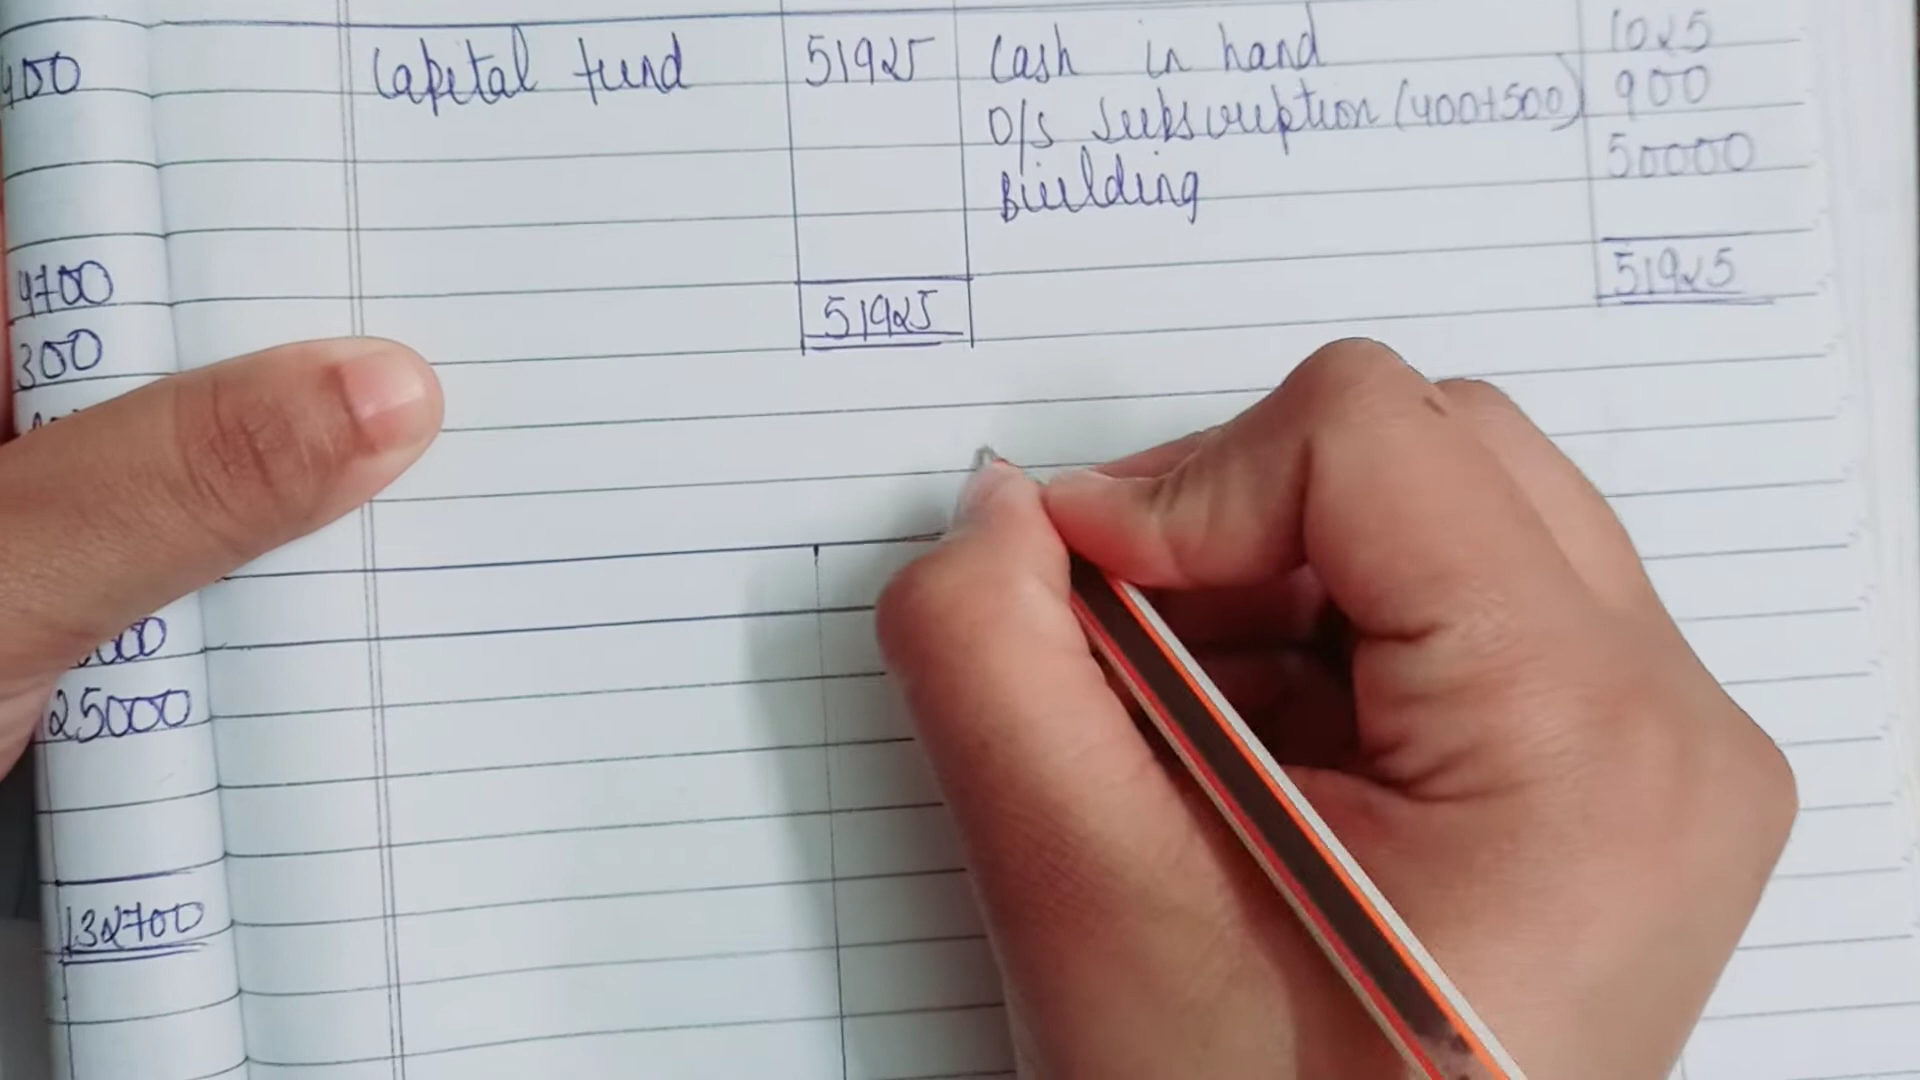 400
Capital fund 51925 Cash in hand 1025
O/S Subscription (400+500) 900
Building 50000
4700
51925 51925
300
25000
132700